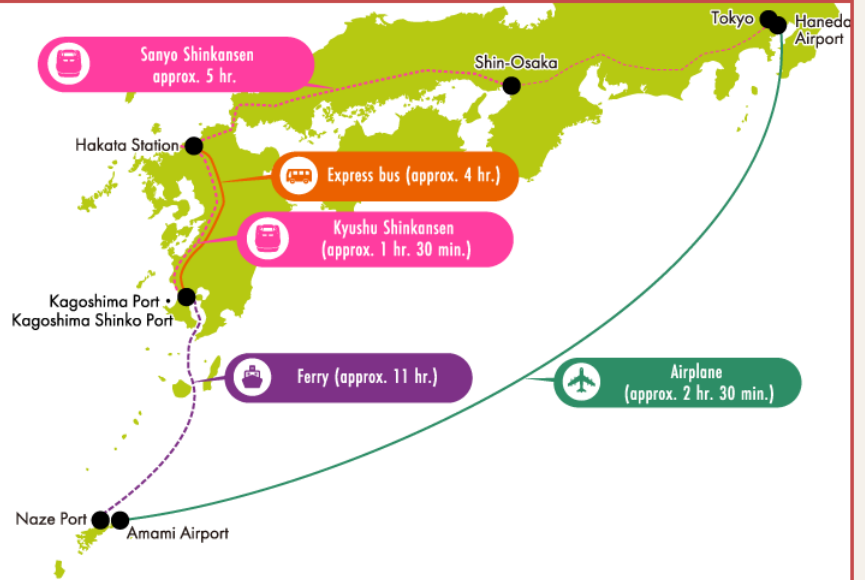 Tokyo
Haneda
Airport
Sanyo Shinkansen
approx. 5 hr.
Shin-Osaka
Hakata Station
Express bus (approx. 4 hr.)
Kyushu Shinkansen
(approx. 1 hr. 30 min.)
Kagoshima Port •
Kagoshima Shinko Port
Ferry (approx. 11 hr.)
Airplane
(approx. 2 hr. 30 min.)
Naze Port
Amami Airport